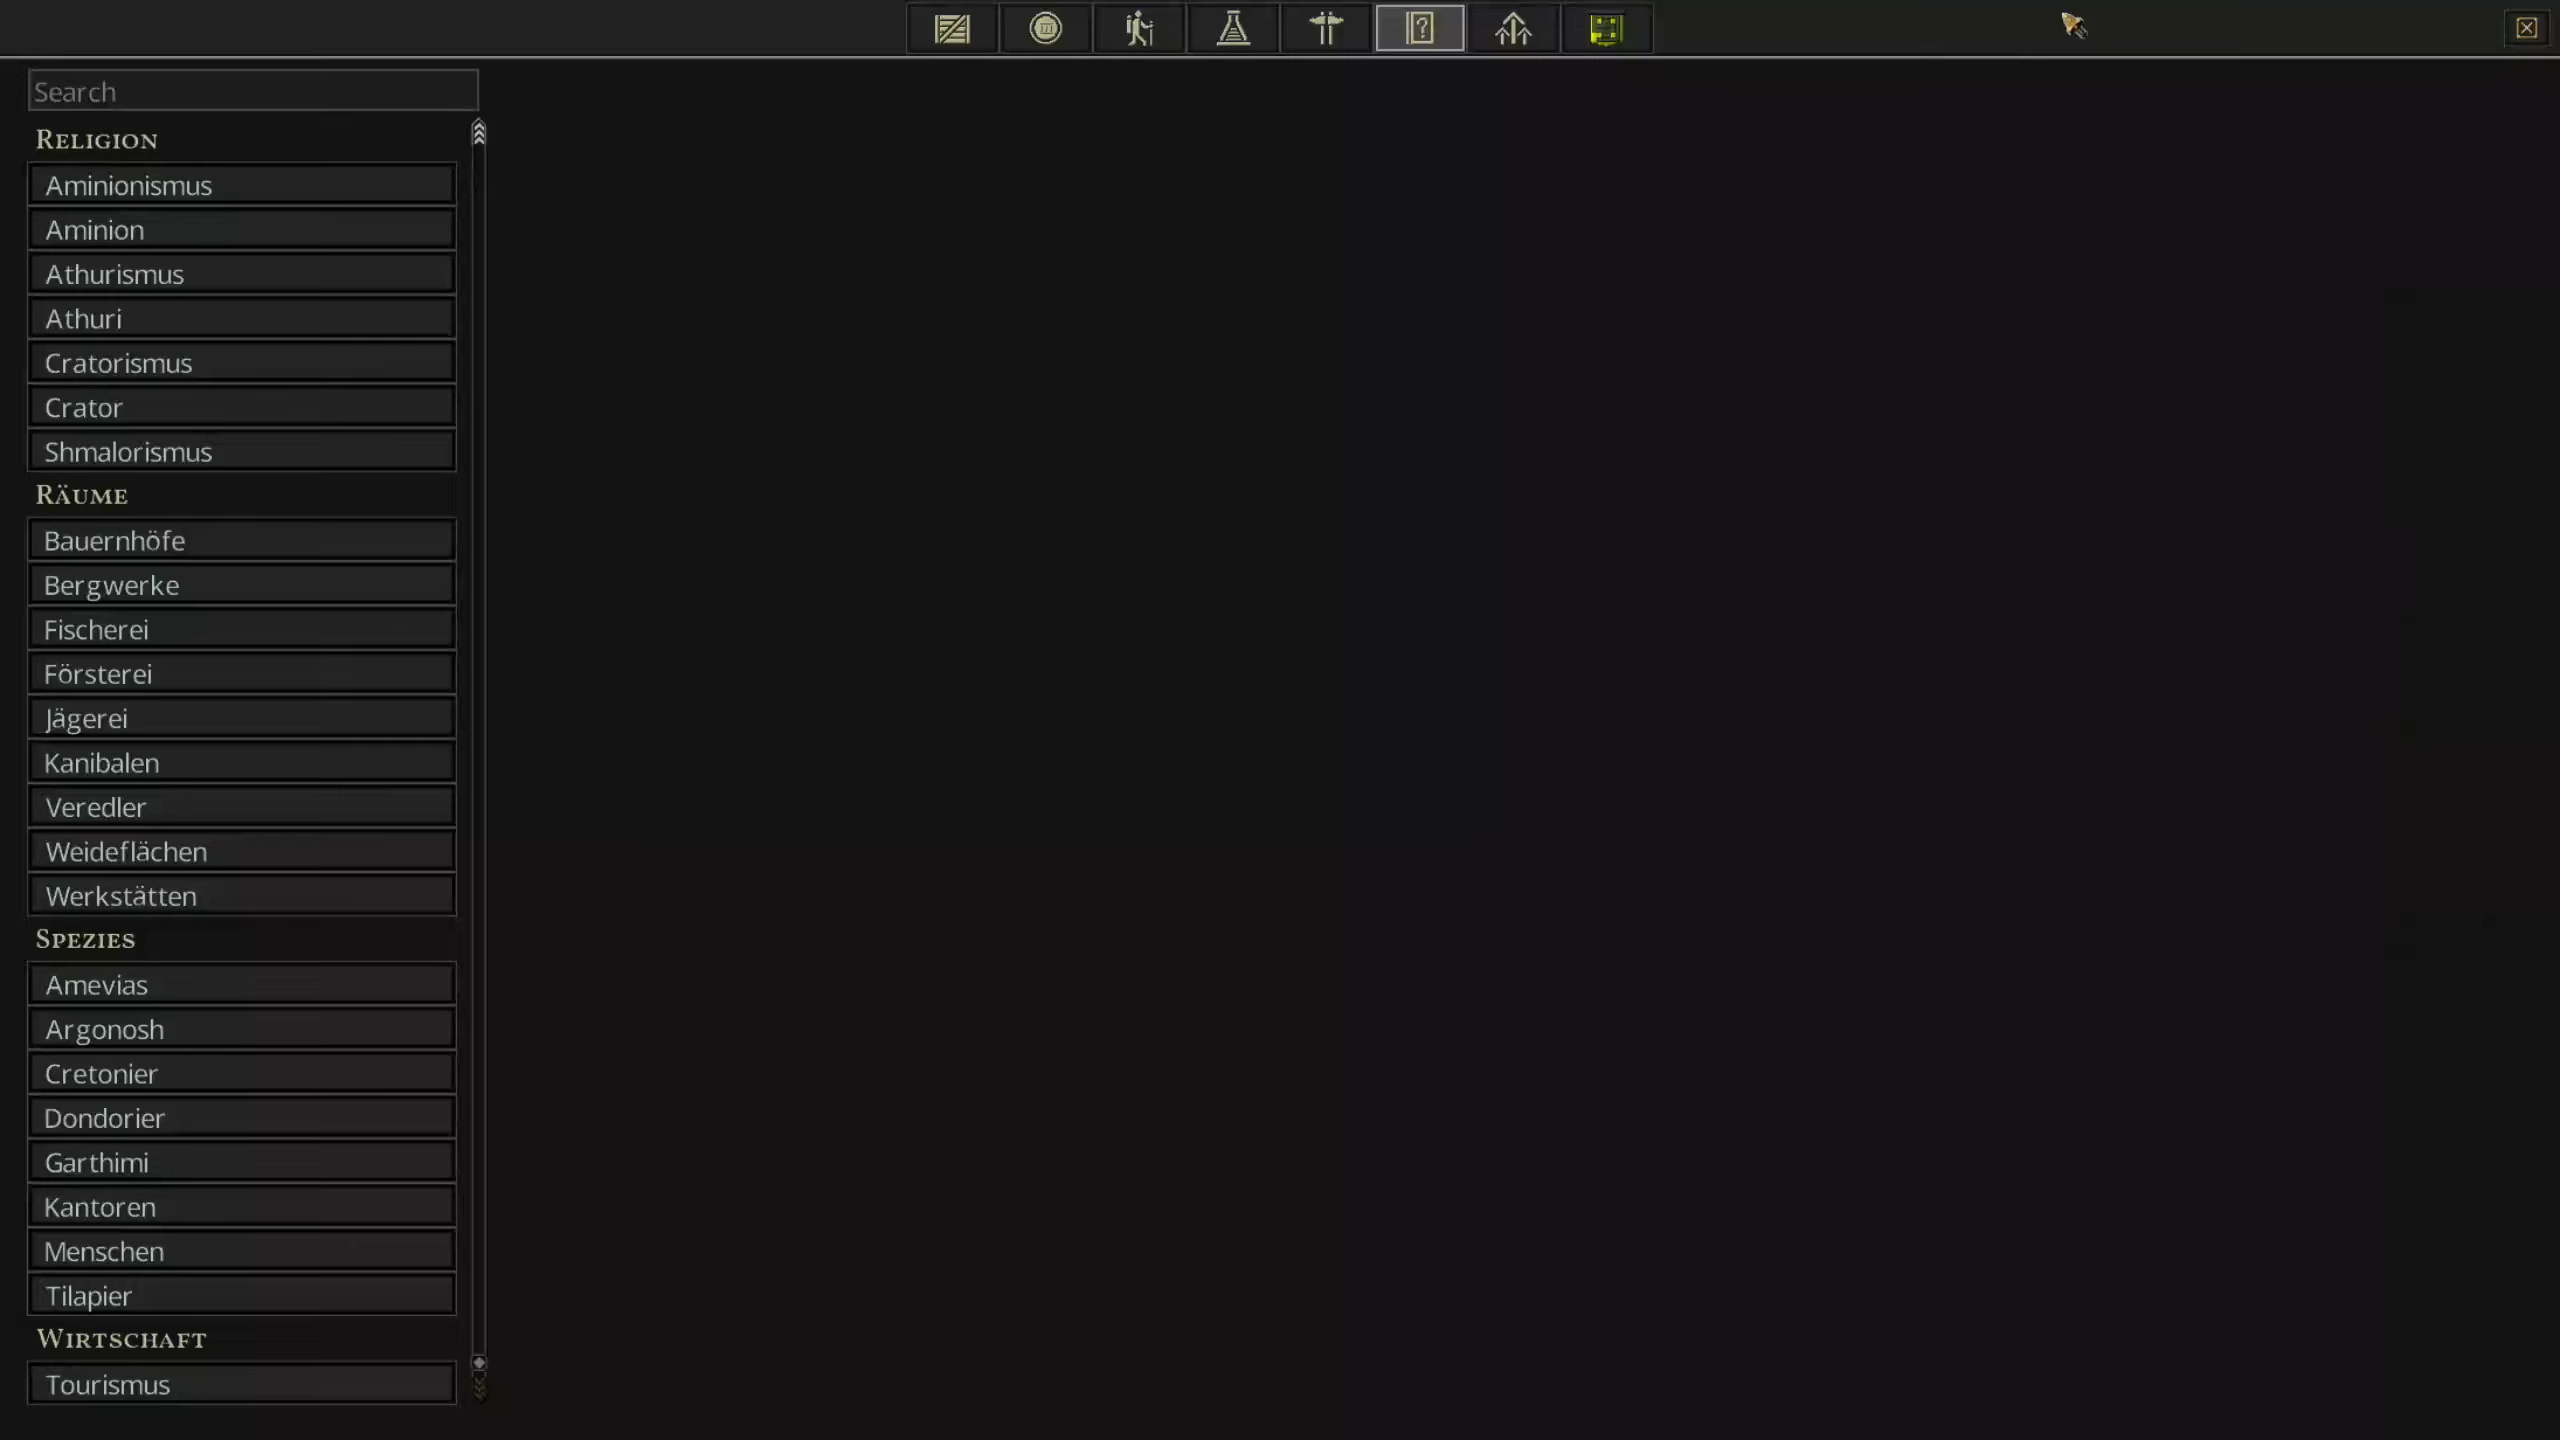 Search
RELIGION
Aminionismus
Aminion
Athurismus
Athuri
Cratorismus
Crator
Shmalorismus
RÄUME
Bauernhöfe
Bergwerke
Fischerei
Försterei
Jägerei
Kanibalen
Veredler
Weideflächen
Werkstätten
SPEZIES
Amevias
Argonosh
Cretonier
Dondorier
Garthimi
Kantoren
Menschen
Tilapier
WIRTSCHAFT
Tourismus